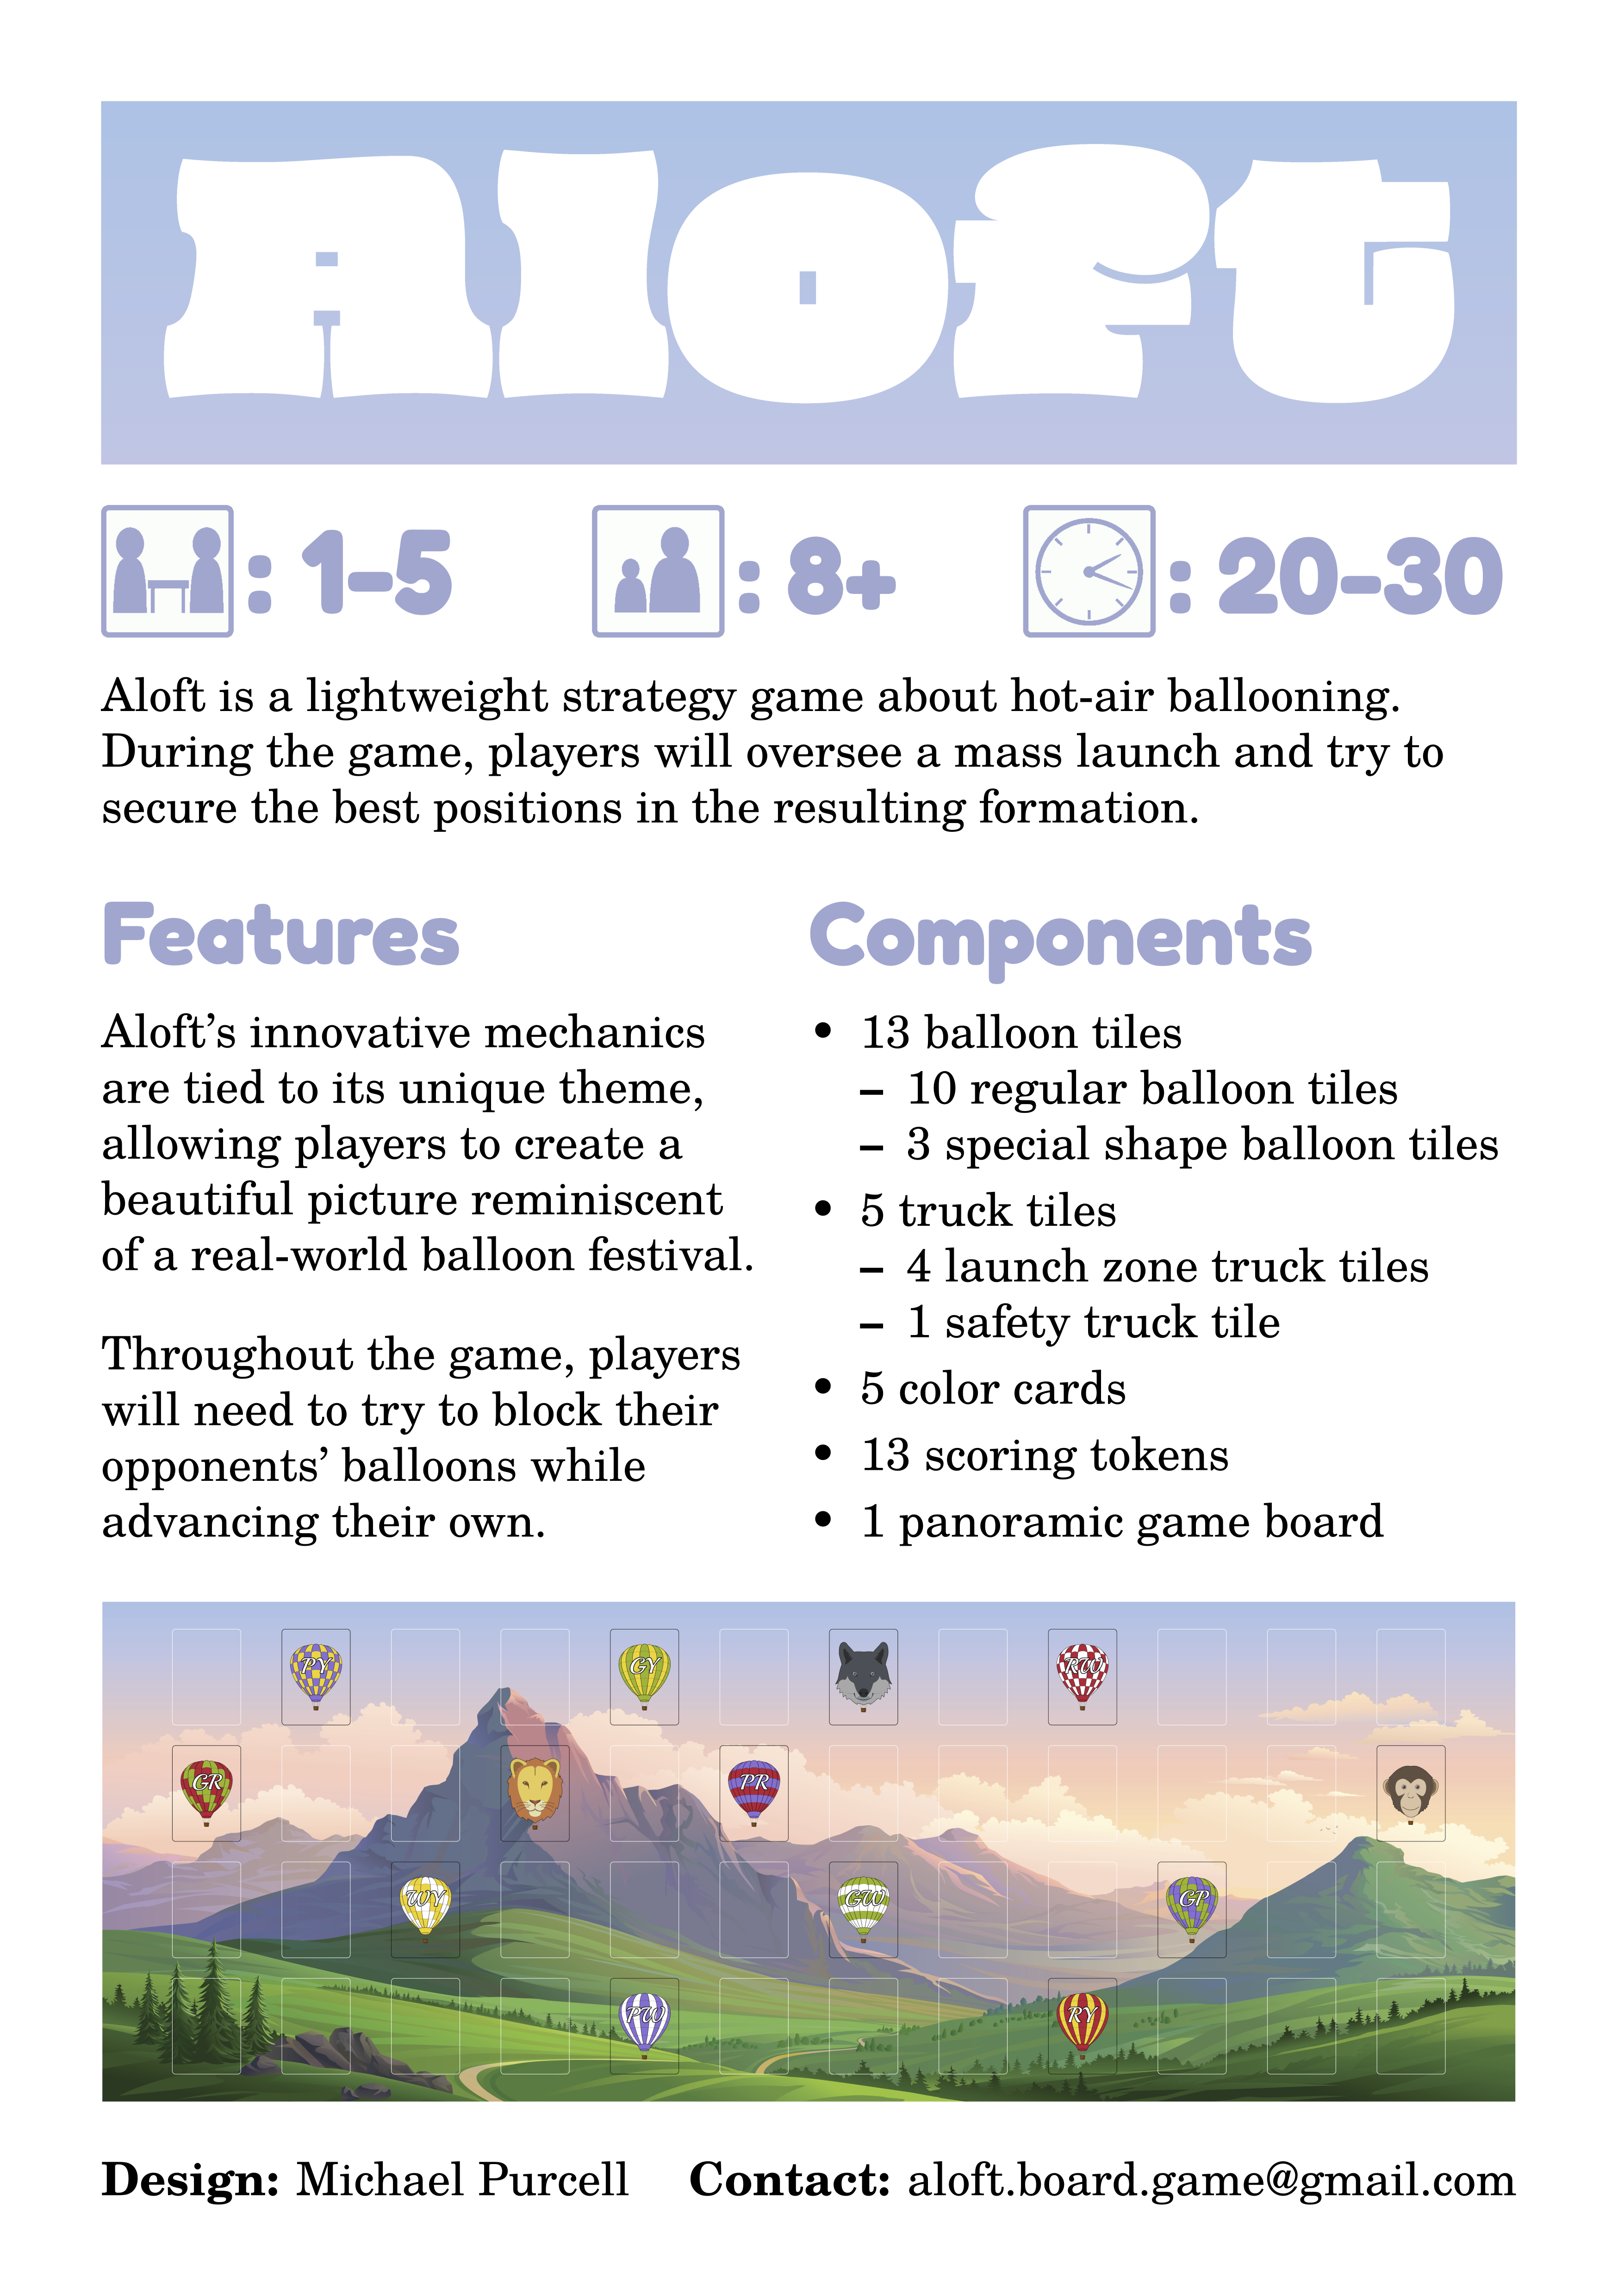 Aloft
: 1–5
: 8+
: 20–30
Aloft is a lightweight strategy game about hot-air ballooning.
During the game, players will oversee a mass launch and try to
secure the best positions in the resulting formation.
Features
Aloft’s innovative mechanics
are tied to its unique theme,
allowing players to create a
beautiful picture reminiscent
of a real-world balloon festival.
Throughout the game, players
will need to try to block their
opponents’ balloons while
advancing their own.
Components
• 13 balloon tiles
– 10 regular balloon tiles
– 3 special shape balloon tiles
• 5 truck tiles
– 4 launch zone truck tiles
– 1 safety truck tile
• 5 color cards
• 13 scoring tokens
• 1 panoramic game board
PY
GY
RW
GR
PR
WY
GW
GP
PW
RY
Design: Michael Purcell
Contact: aloft.board.game@gmail.com